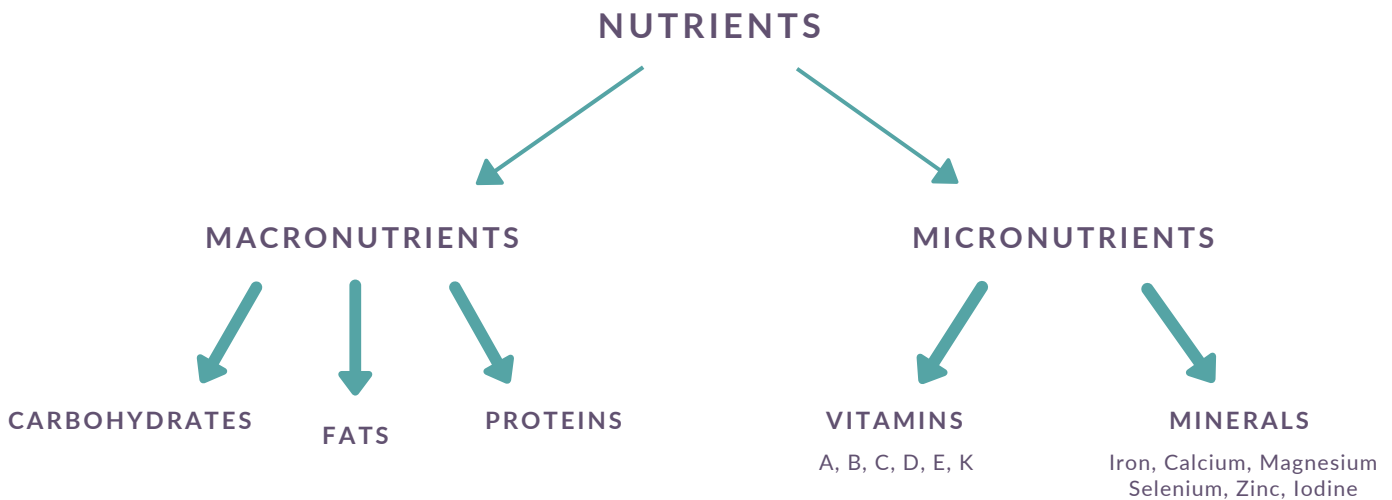 NUTRIENTS
MACRONUTRIENTS
MICRONUTRIENTS
CARBOHYDRATES
FATS
PROTEINS
VITAMINS
A, B, C, D, E, K
MINERALS
Iron, Calcium, Magnesium
Selenium, Zinc, Iodine